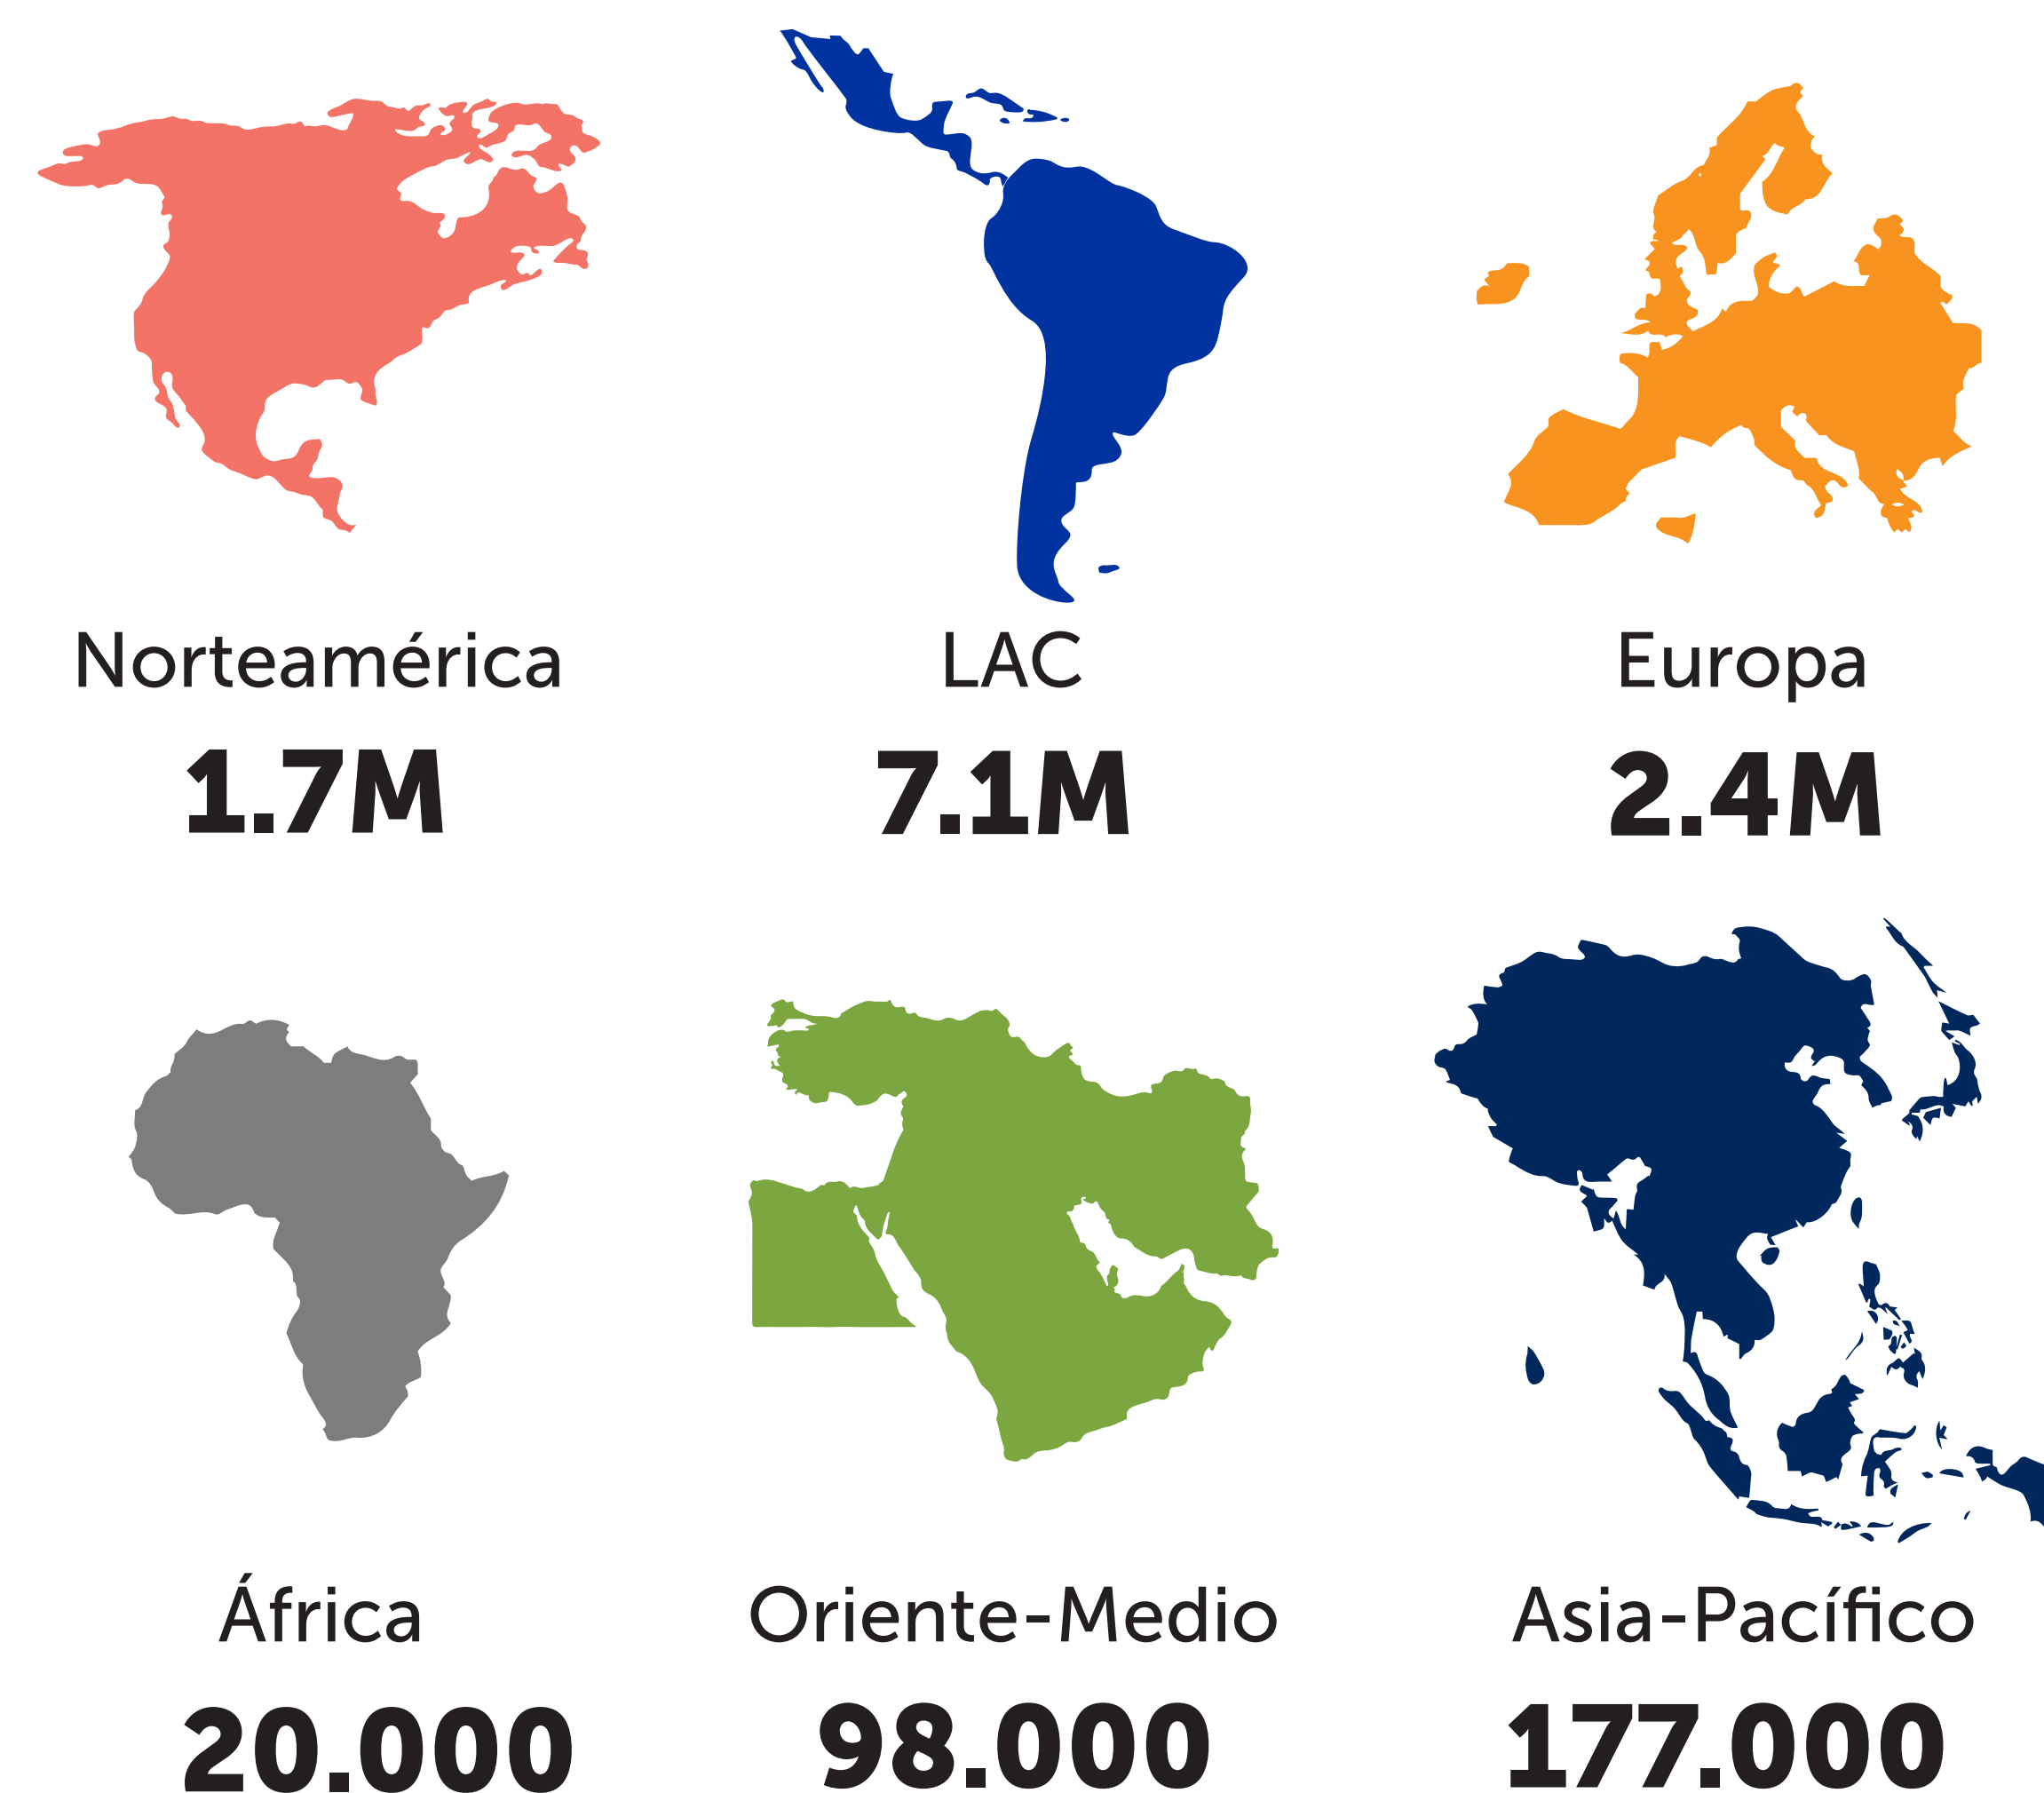 Norteamérica
1.7M
LAC
7.1M
Europa
2.4M
África
20.000
Oriente-Medio
98.000
Asia-Pacífico
177.000